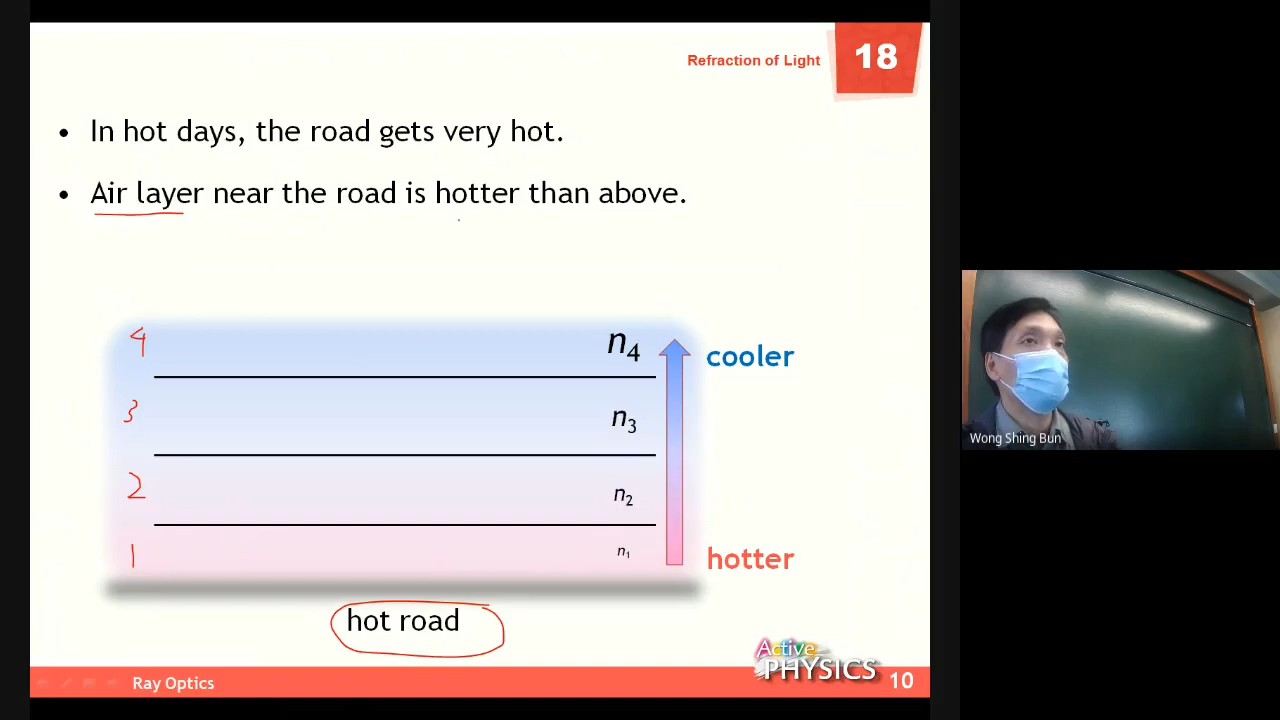 Refraction of Light
18
• In hot days, the road gets very hot.
• Air layer near the road is hotter than above.
4
n4
cooler
3
n3
2
n2
1
n1
hotter
hot road
Active PHYSICS
Ray Optics
10
Wong Shing Bun